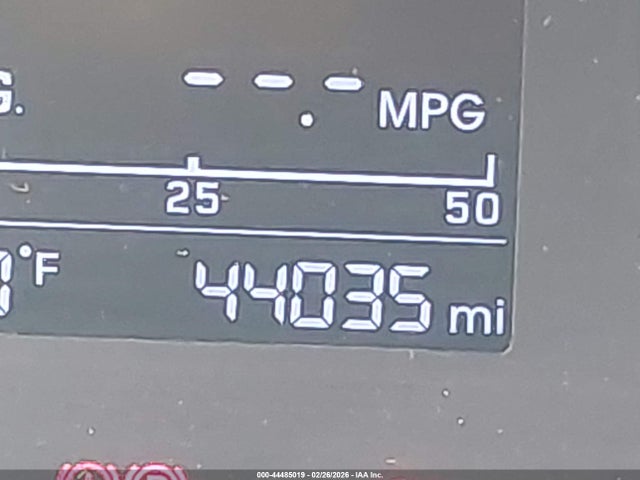 G. --.- MPG
25 50
°F 44035 mi
000-44485019 - 02/26/2026 - IAA Inc.